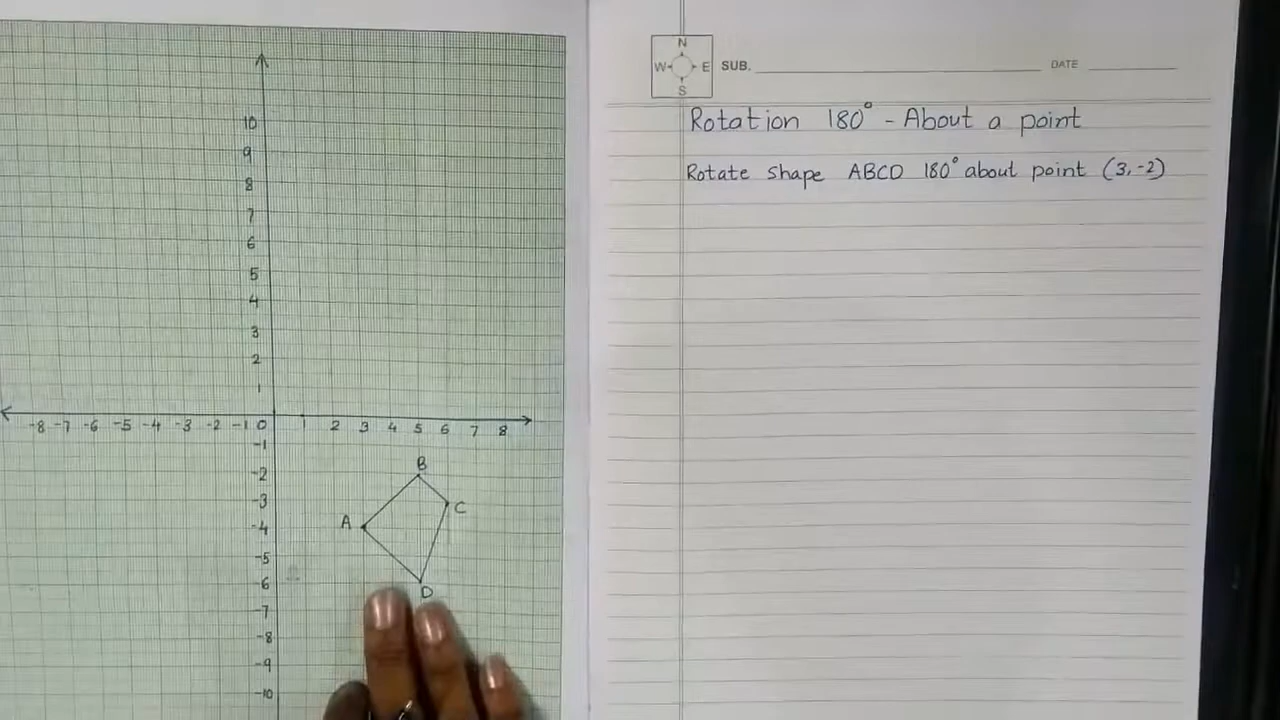 N
W E SUB. DATE
S
Rotation 180° - About a point
Rotate shape ABCD 180° about point (3,-2)
10
9
8
7
6
5
4
3
2
1
-8 -7 -6 -5 -4 -3 -2 -1 0 1 2 3 4 5 6 7 8
-1
B
-2
-3
C
A
-4
-5
-6
D
-7
-8
-9
-10